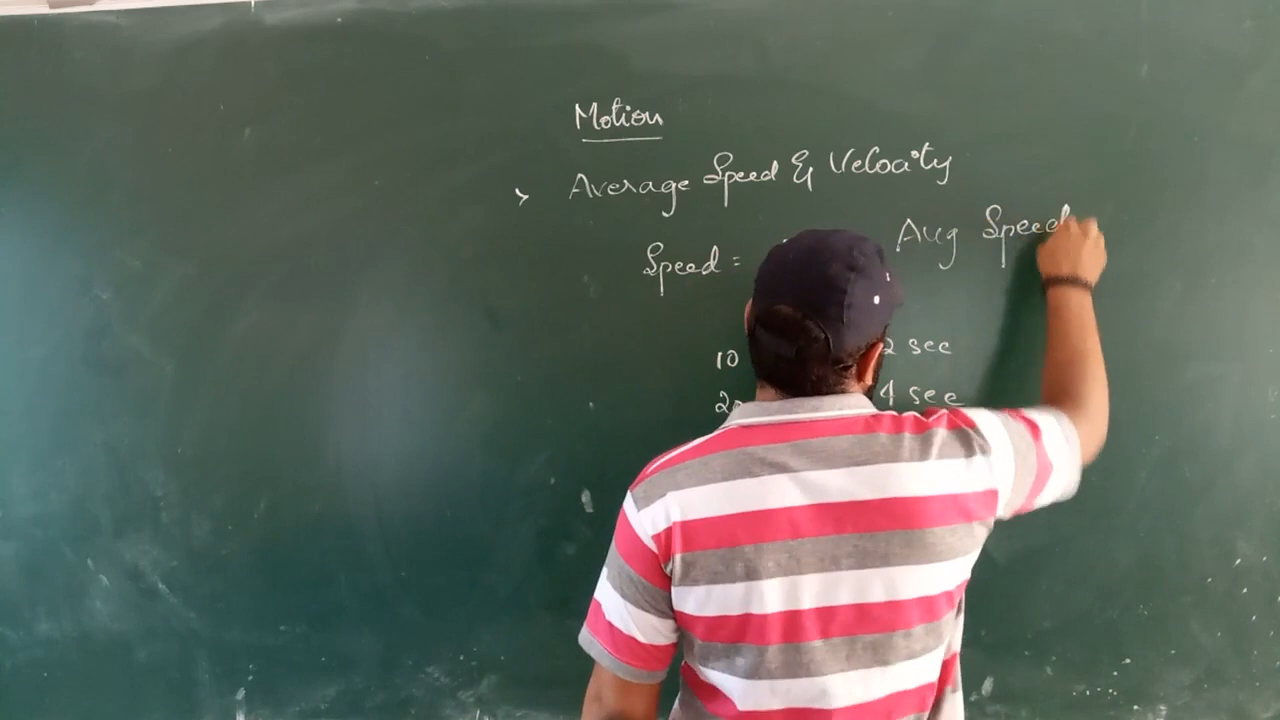 Motion
> Average Speed & Velocity
Speed = Avg Speed
10 2 sec
20 4 sec